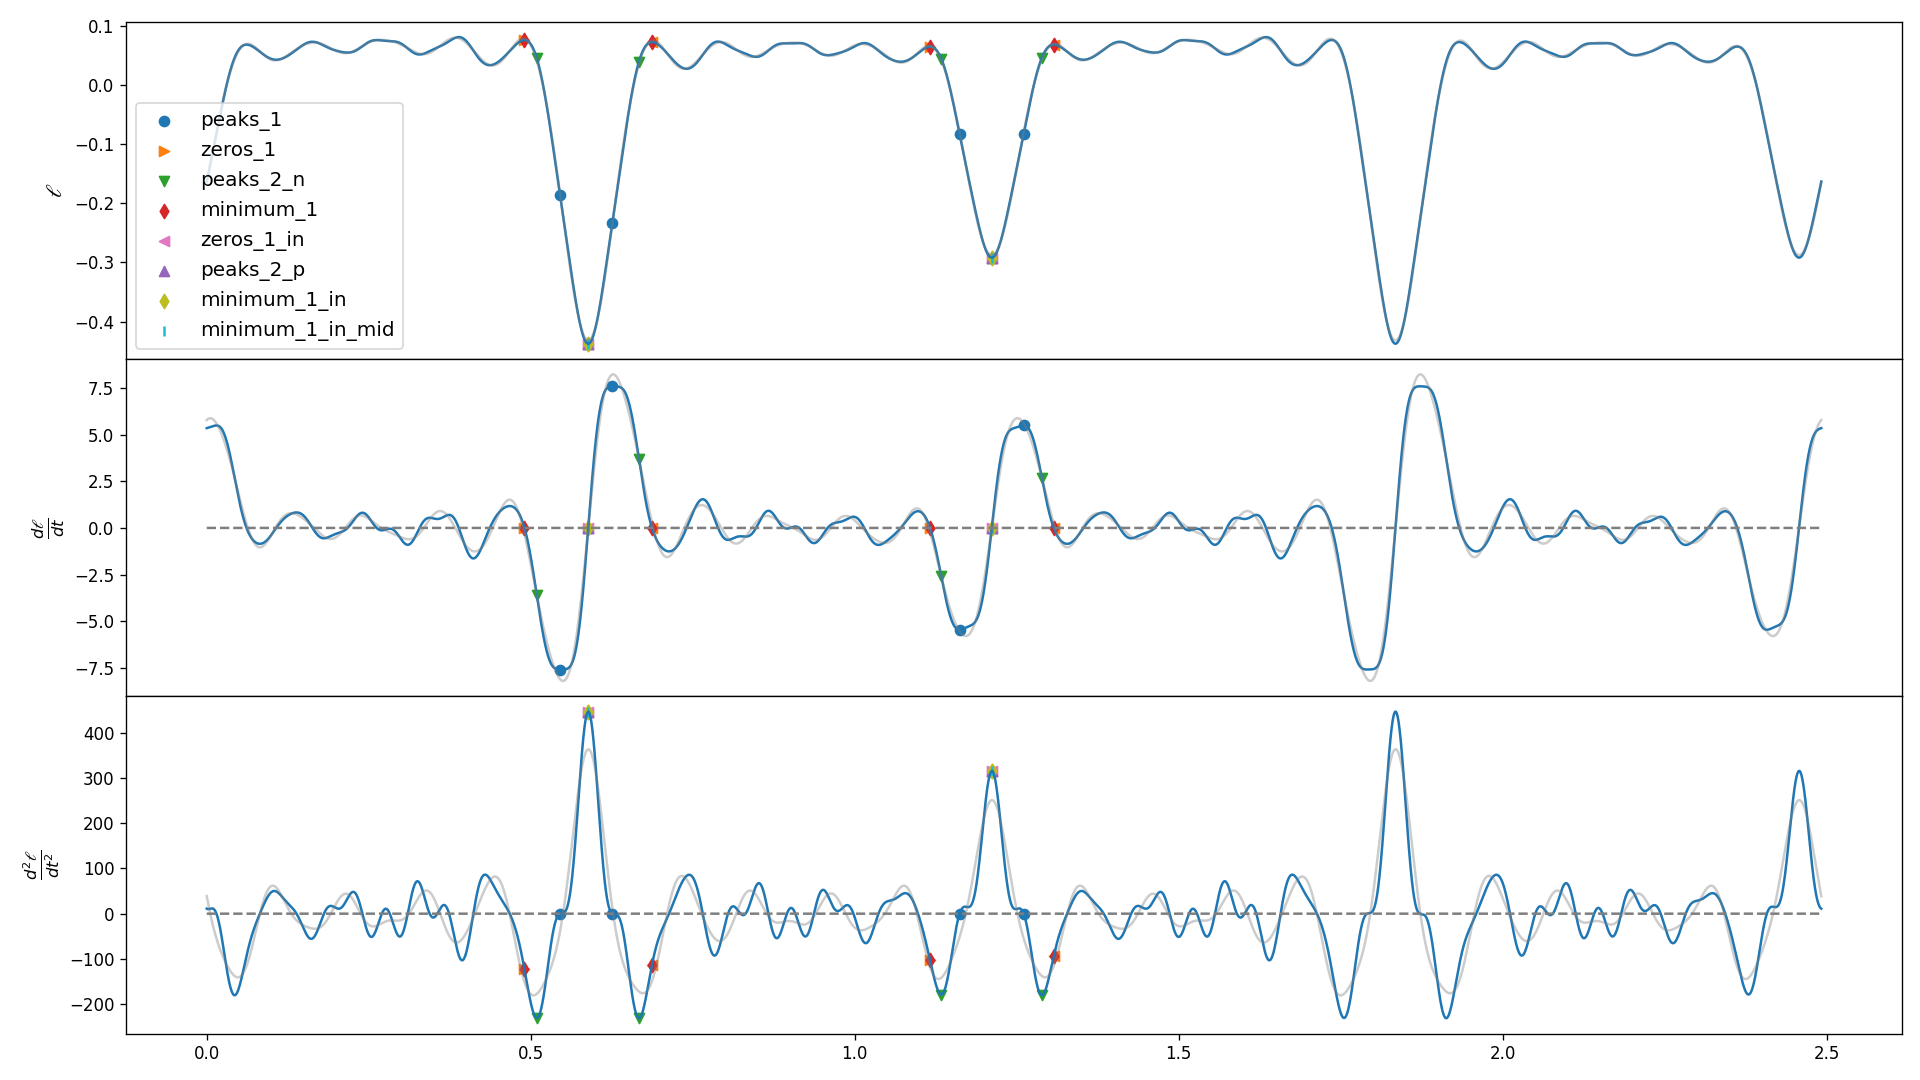 0.1
0.0
−0.1
−0.2
−0.3
−0.4
ℓ
peaks_1
zeros_1
peaks_2_n
minimum_1
zeros_1_in
peaks_2_p
minimum_1_in
minimum_1_in_mid
7.5
5.0
2.5
0.0
−2.5
−5.0
−7.5
dℓ
dt
400
300
200
100
0
−100
−200
d²ℓ
dt²
0.0 0.5 1.0 1.5 2.0 2.5